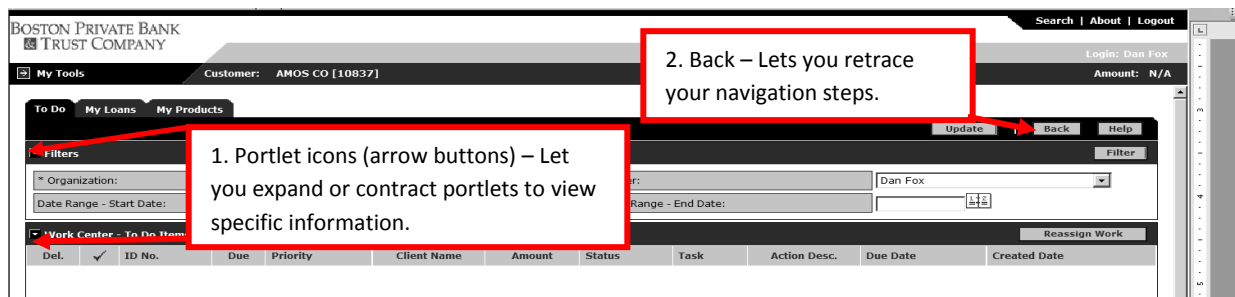 Search | About | Logout
BOSTON PRIVATE BANK
& TRUST COMPANY
Login: Dan Fox
My Tools Customer: AMOS CO [10837] Amount: N/A
2. Back – Lets you retrace
your navigation steps.
To Do My Loans My Products
Update Back Help
Filters Filter
1. Portlet icons (arrow buttons) – Let
you expand or contract portlets to view
specific information.
* Organization: Dan Fox
Date Range - Start Date: Range - End Date:
Work Center - To Do Items Reassign Work
Del. ✓ ID No. Due Priority Client Name Amount Status Task Action Desc. Due Date Created Date